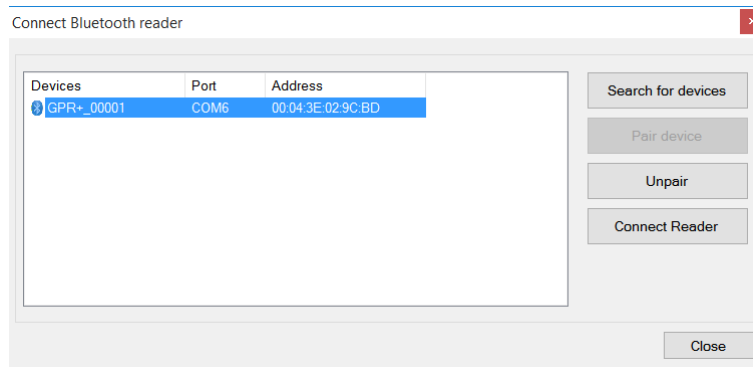 Connect Bluetooth reader
Devices Port Address
GPR+_00001 COM6 00:04:3E:02:9C:BD
Search for devices
Pair device
Unpair
Connect Reader
Close